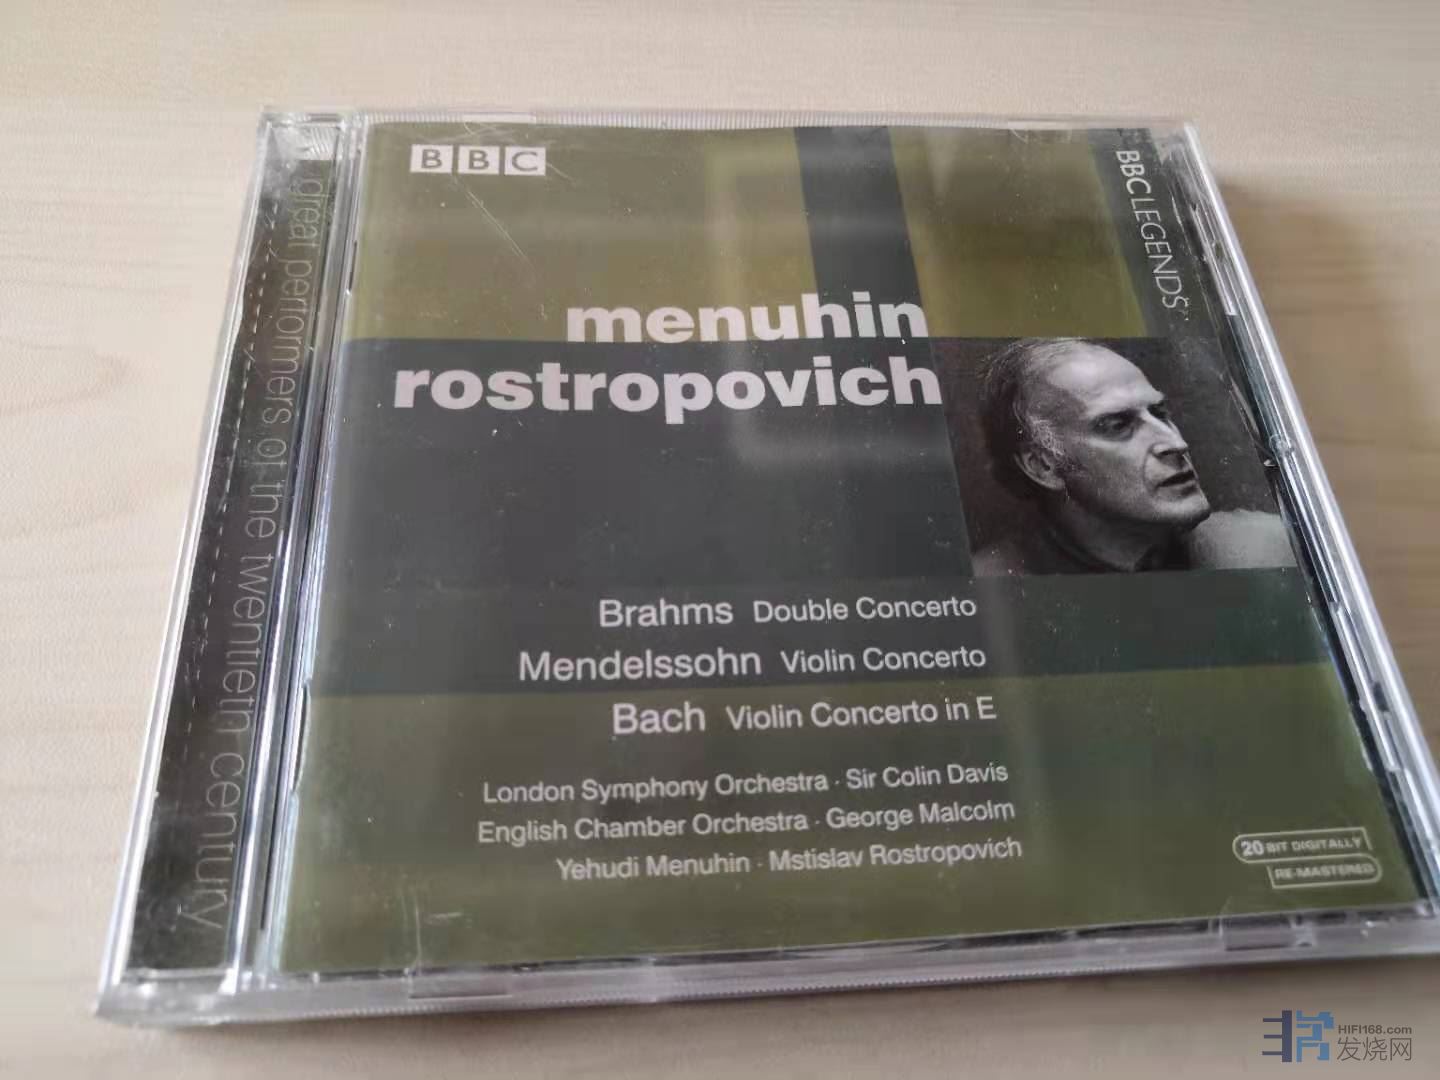 BBC
BBC LEGENDS
great performers of the twentieth century
menuhin
rostropovich
Brahms Double Concerto
Mendelssohn Violin Concerto
Bach Violin Concerto in E
London Symphony Orchestra · Sir Colin Davis
English Chamber Orchestra · George Malcolm
Yehudi Menuhin · Mstislav Rostropovich
20 BIT DIGITALLY
RE-MASTERED
HIFI168.com
发烧网